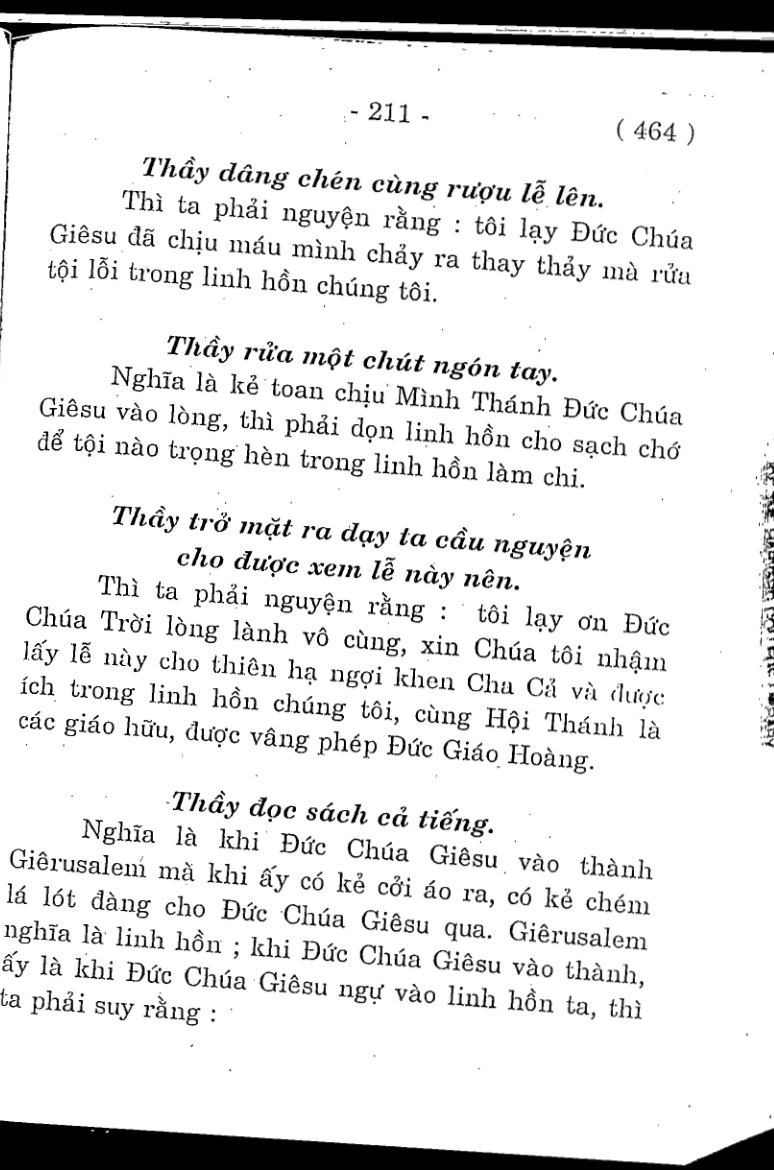 - 211 -
( 464 )
Thầy dâng chén cùng rượu lễ lên.
Thì ta phải nguyện rằng : tôi lạy Đức Chúa
Giêsu đã chịu máu mình chảy ra thay thảy mà rửa
tội lỗi trong linh hồn chúng tôi.
Thầy rửa một chút ngón tay.
Nghĩa là kẻ toan chịu Mình Thánh Đức Chúa
Giêsu vào lòng, thì phải dọn linh hồn cho sạch chớ
để tội nào trọng hèn trong linh hồn làm chi.
Thầy trở mặt ra dạy ta cầu nguyện
cho được xem lễ này nên.
Thì ta phải nguyện rằng : tôi lạy ơn Đức
Chúa Trời lòng lành vô cùng, xin Chúa tôi nhậm
lấy lễ này cho thiên hạ ngợi khen Cha Cả và được
ích trong linh hồn chúng tôi, cùng Hội Thánh là
các giáo hữu, được vâng phép Đức Giáo Hoàng.
Thầy đọc sách cả tiếng.
Nghĩa là khi Đức Chúa Giêsu vào thành
Giêrusalem mà khi ấy có kẻ cởi áo ra, có kẻ chém
lá lót đàng cho Đức Chúa Giêsu qua. Giêrusalem
nghĩa là linh hồn ; khi Đức Chúa Giêsu vào thành,
ấy là khi Đức Chúa Giêsu ngự vào linh hồn ta, thì
ta phải suy rằng :